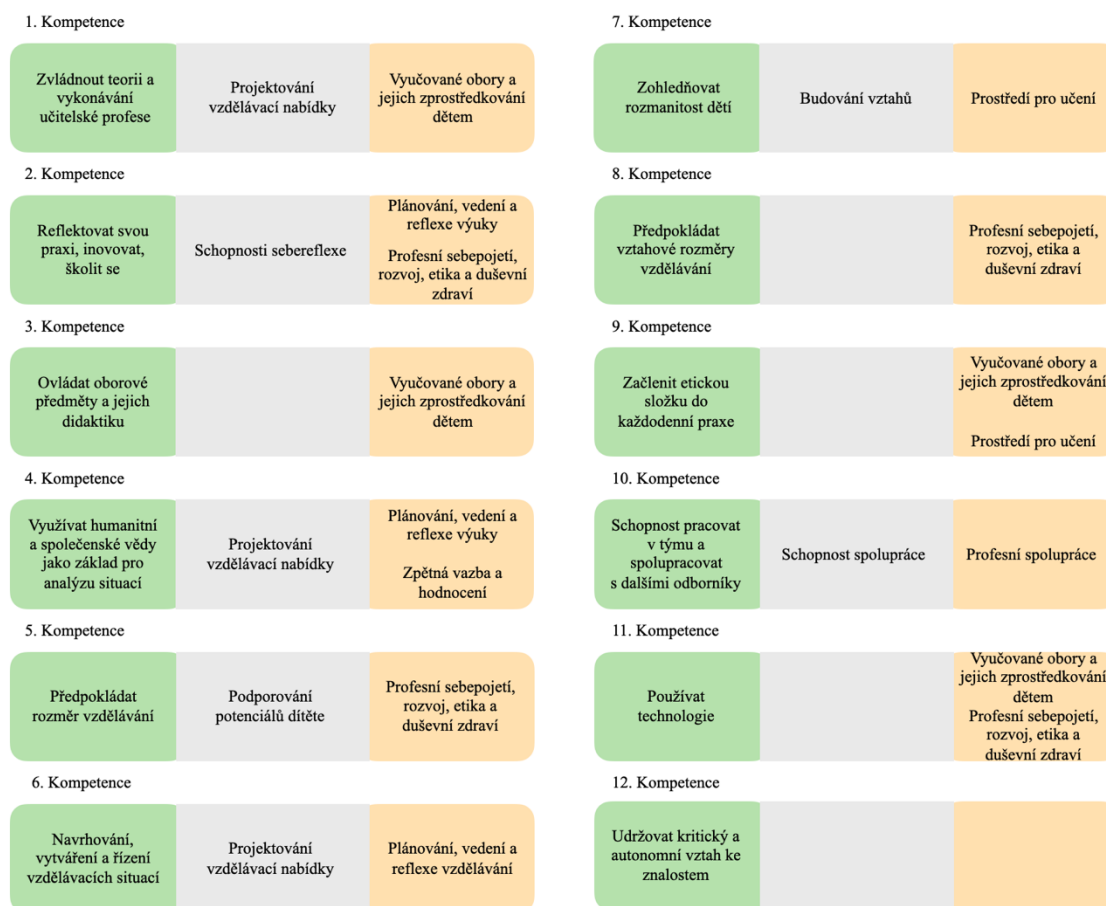 1. Kompetence
Zvládnout teorii a
vykonávání
učitelské profese
Projektování
vzdělávací nabídky
Vyučované obory a
jejich zprostředkování
dětem
2. Kompetence
Reflektovat svou
praxi, inovovat,
školit se
Schopnosti sebereflexe
Plánování, vedení a
reflexe výuky
Profesní sebepojetí,
rozvoj, etika a duševní
zdraví
3. Kompetence
Ovládat oborové
předměty a jejich
didaktiku
Vyučované obory a
jejich zprostředkování
dětem
4. Kompetence
Využívat humanitní
a společenské vědy
jako základ pro
analýzu situací
Projektování
vzdělávací nabídky
Plánování, vedení a
reflexe výuky
Zpětná vazba a
hodnocení
5. Kompetence
Předpokládat
rozměr vzdělávání
Podporování
potenciálů dítěte
Profesní sebepojetí,
rozvoj, etika a
duševní zdraví
6. Kompetence
Navrhování,
vytváření a řízení
vzdělávacích situací
Projektování
vzdělávací nabídky
Plánování, vedení a
reflexe vzdělávání
7. Kompetence
Zohledňovat
rozmanitost dětí
Budování vztahů
Prostředí pro učení
8. Kompetence
Předpokládat
vztahové rozměry
vzdělávání
Profesní sebepojetí,
rozvoj, etika a
duševní zdraví
9. Kompetence
Začlenit etickou
složku do
každodenní praxe
Vyučované obory a
jejich zprostředkování
dětem
Prostředí pro učení
10. Kompetence
Schopnost pracovat
v týmu a
spolupracovat
s dalšími odborníky
Schopnost spolupráce
Profesní spolupráce
11. Kompetence
Používat
technologie
Vyučované obory a
jejich zprostředkování
dětem
Profesní sebepojetí,
rozvoj, etika a
duševní zdraví
12. Kompetence
Udržovat kritický a
autonomní vztah ke
znalostem